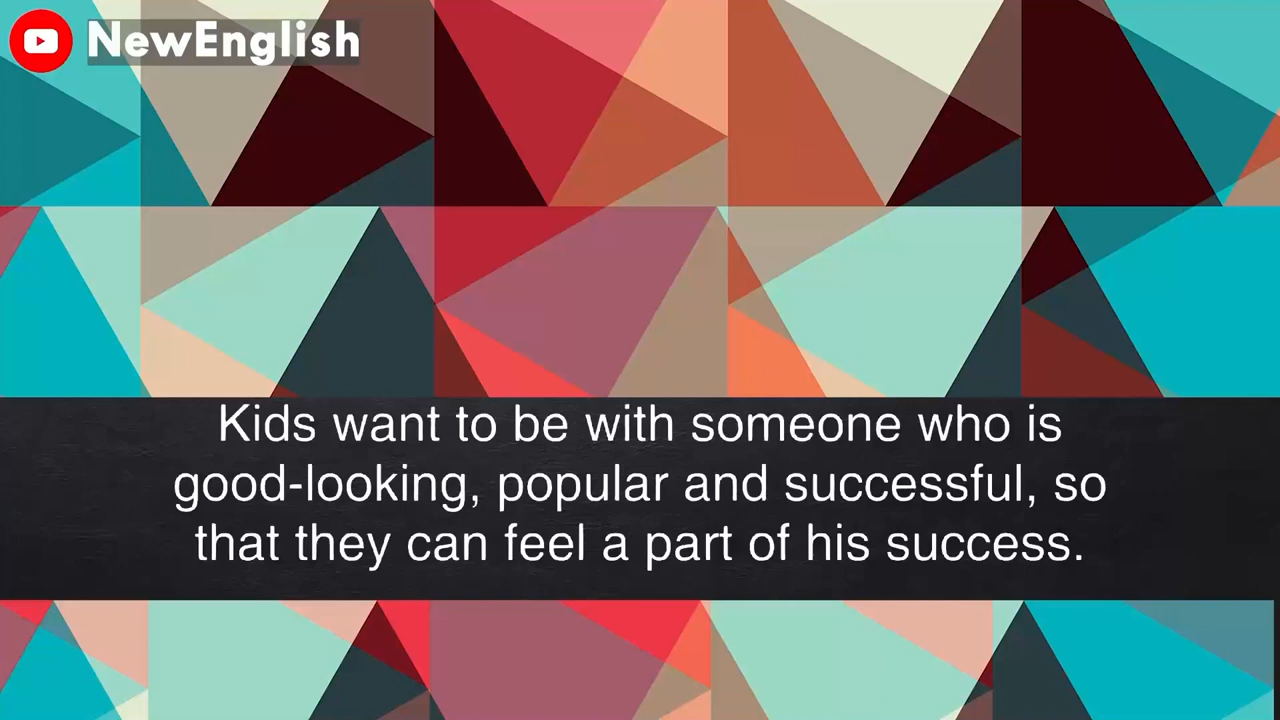 NewEnglish
Kids want to be with someone who is
good-looking, popular and successful, so
that they can feel a part of his success.